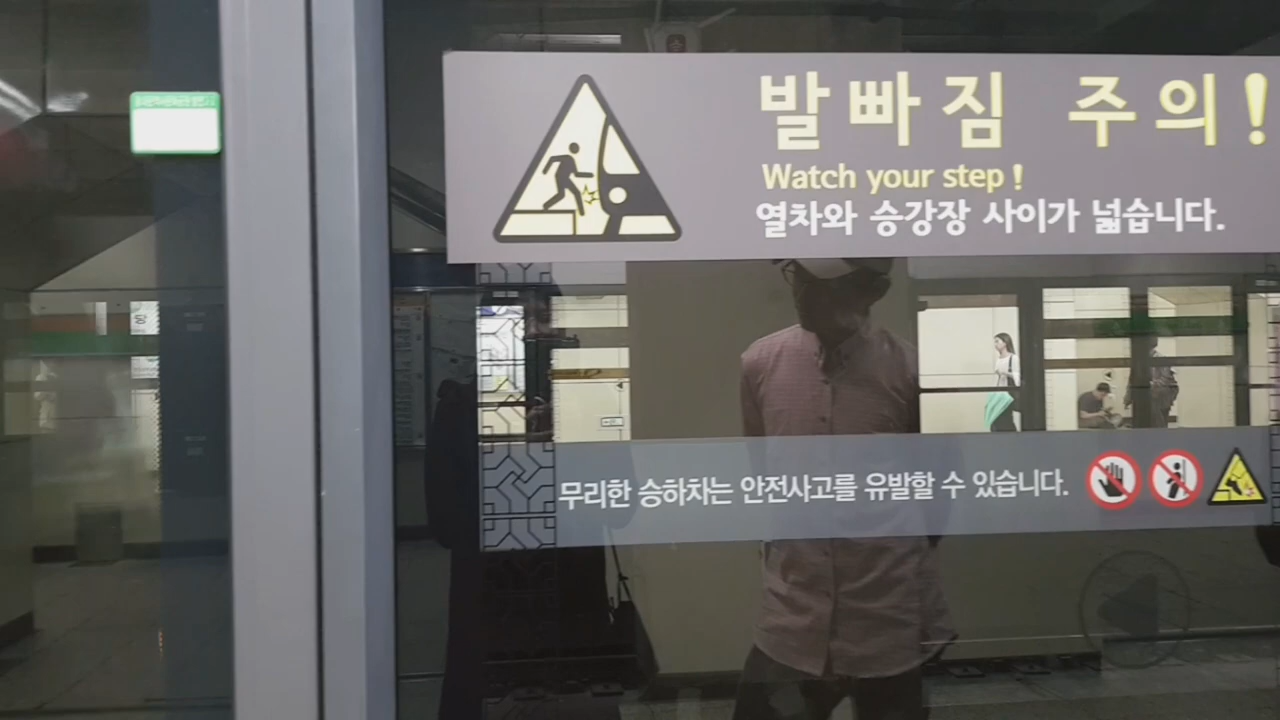 발빠짐 주의!
Watch your step!
열차와 승강장 사이가 넓습니다.
무리한 승하차는 안전사고를 유발할 수 있습니다.